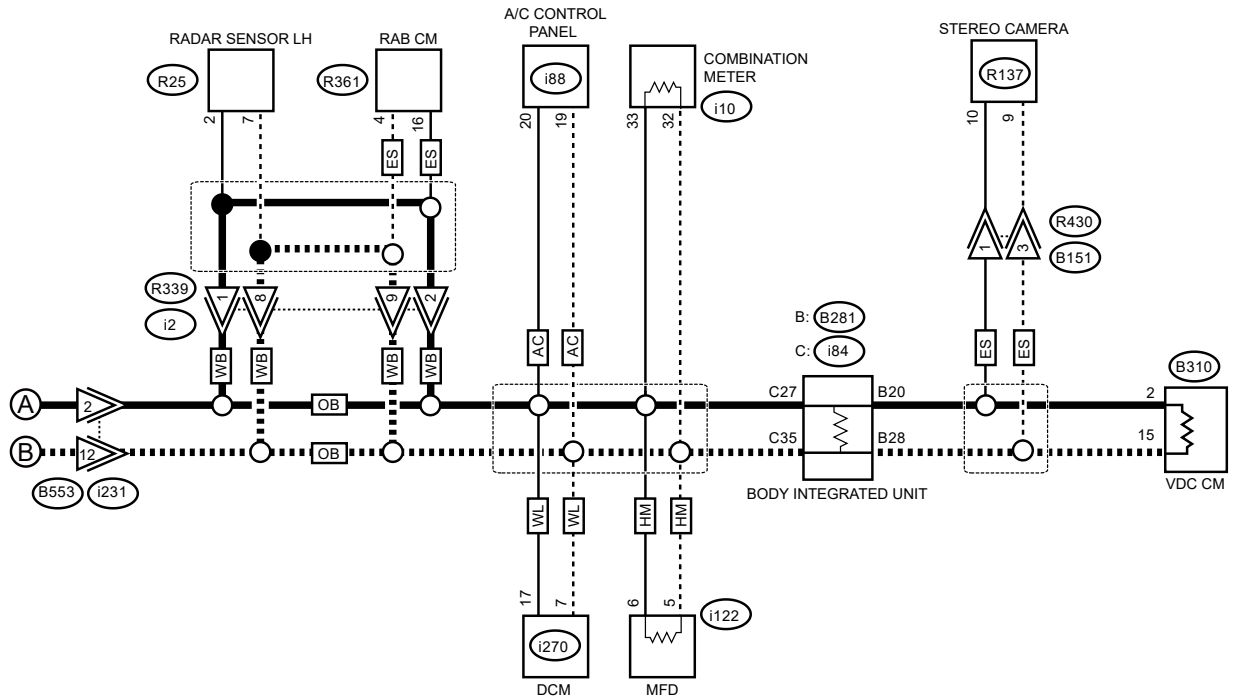 A/C CONTROL
PANEL
RADAR SENSOR LH
RAB CM
STEREO CAMERA
COMBINATION
METER
R25
R361
i88
i10
R137
2
7
4
16
20
19
33
32
10
9
ES
ES
R430
B151
1
3
R339
i2
1
8
9
2
B: B281
C: i84
WB
WB
WB
WB
AC
AC
ES
ES
B310
A
2
OB
C27
B20
2
B
12
OB
C35
B28
15
B553
i231
BODY INTEGRATED UNIT
VDC CM
WL
WL
HM
HM
17
7
6
5
i122
i270
DCM
MFD